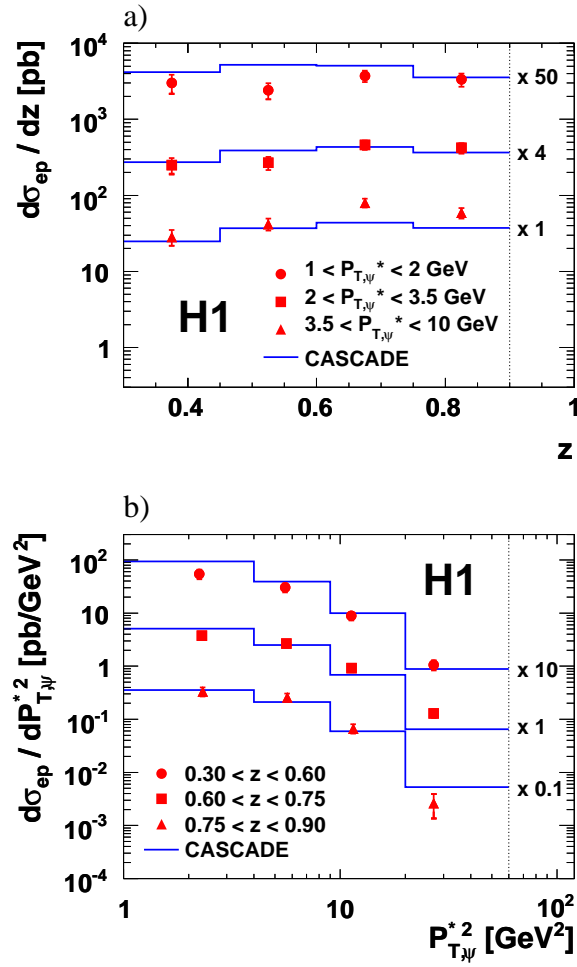 a)
dσ_ep / dz [pb]
10^4
10^3
10^2
10
1
x 50
x 4
x 1
1 < P_T,ψ* < 2 GeV
2 < P_T,ψ* < 3.5 GeV
3.5 < P_T,ψ* < 10 GeV
CASCADE
H1
0.4 0.6 0.8 1
z
b)
dσ_ep / dP*2_T,ψ [pb/GeV^2]
10^2
10
1
10^-1
10^-2
10^-3
10^-4
H1
x 10
x 1
x 0.1
0.30 < z < 0.60
0.60 < z < 0.75
0.75 < z < 0.90
CASCADE
1 10 10^2
P*2_T,ψ [GeV^2]